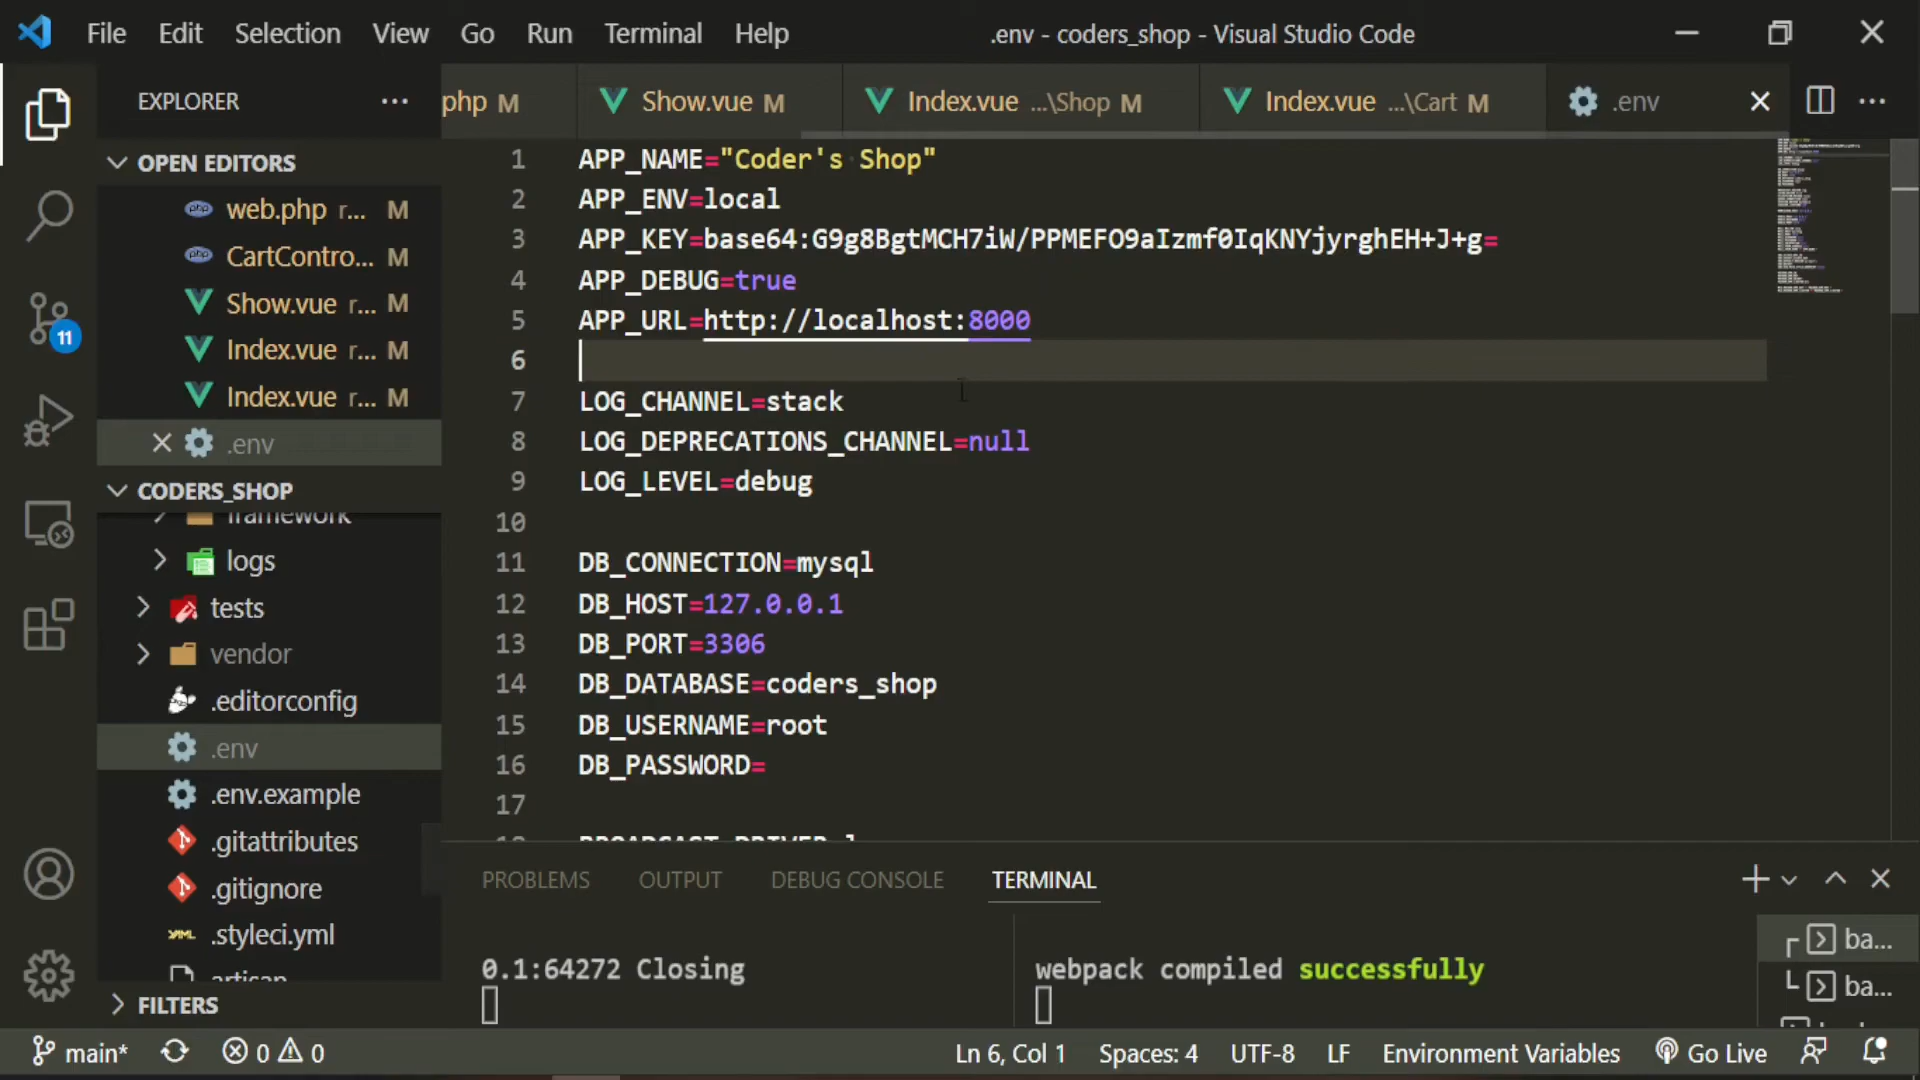 File Edit Selection View Go Run Terminal Help
.env - coders_shop - Visual Studio Code
EXPLORER
php M
Show.vue M
Index.vue ...\Shop M
Index.vue ...\Cart M
.env
OPEN EDITORS
web.php r... M
CartContro... M
Show.vue r... M
Index.vue r... M
Index.vue r... M
.env
CODERS_SHOP
framework
logs
tests
vendor
.editorconfig
.env
.env.example
.gitattributes
.gitignore
.styleci.yml
artisan
FILTERS
11
1 APP_NAME="Coder's Shop"
2 APP_ENV=local
3 APP_KEY=base64:G9g8BgtMCH7iW/PPMEFO9aIzmf0IqKNYjyrghEH+J+g=
4 APP_DEBUG=true
5 APP_URL=http://localhost:8000
6
7 LOG_CHANNEL=stack
8 LOG_DEPRECATIONS_CHANNEL=null
9 LOG_LEVEL=debug
10
11 DB_CONNECTION=mysql
12 DB_HOST=127.0.0.1
13 DB_PORT=3306
14 DB_DATABASE=coders_shop
15 DB_USERNAME=root
16 DB_PASSWORD=
17
PROBLEMS OUTPUT DEBUG CONSOLE TERMINAL
0.1:64272 Closing
webpack compiled successfully
ba...
ba...
main* 0 0
Ln 6, Col 1 Spaces: 4 UTF-8 LF Environment Variables Go Live